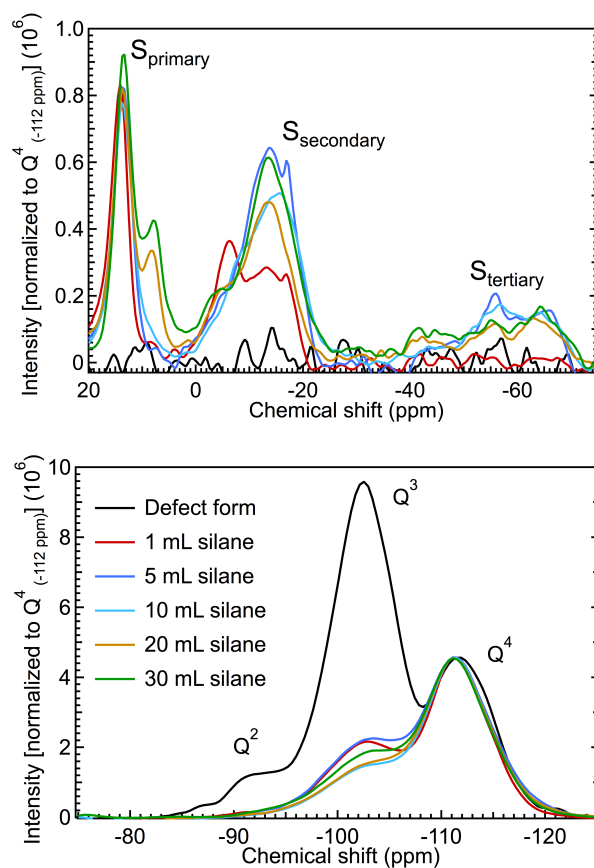 1.0
0.8
0.6
0.4
0.2
0
Intensity [normalized to Q⁴ (-112 ppm)] (10⁶)
S primary
S secondary
S tertiary
20
0
-20
-40
-60
Chemical shift (ppm)
10
8
6
4
2
0
Intensity [normalized to Q⁴ (-112 ppm)] (10⁶)
Defect form
1 mL silane
5 mL silane
10 mL silane
20 mL silane
30 mL silane
Q²
Q³
Q⁴
-80
-90
-100
-110
-120
Chemical shift (ppm)